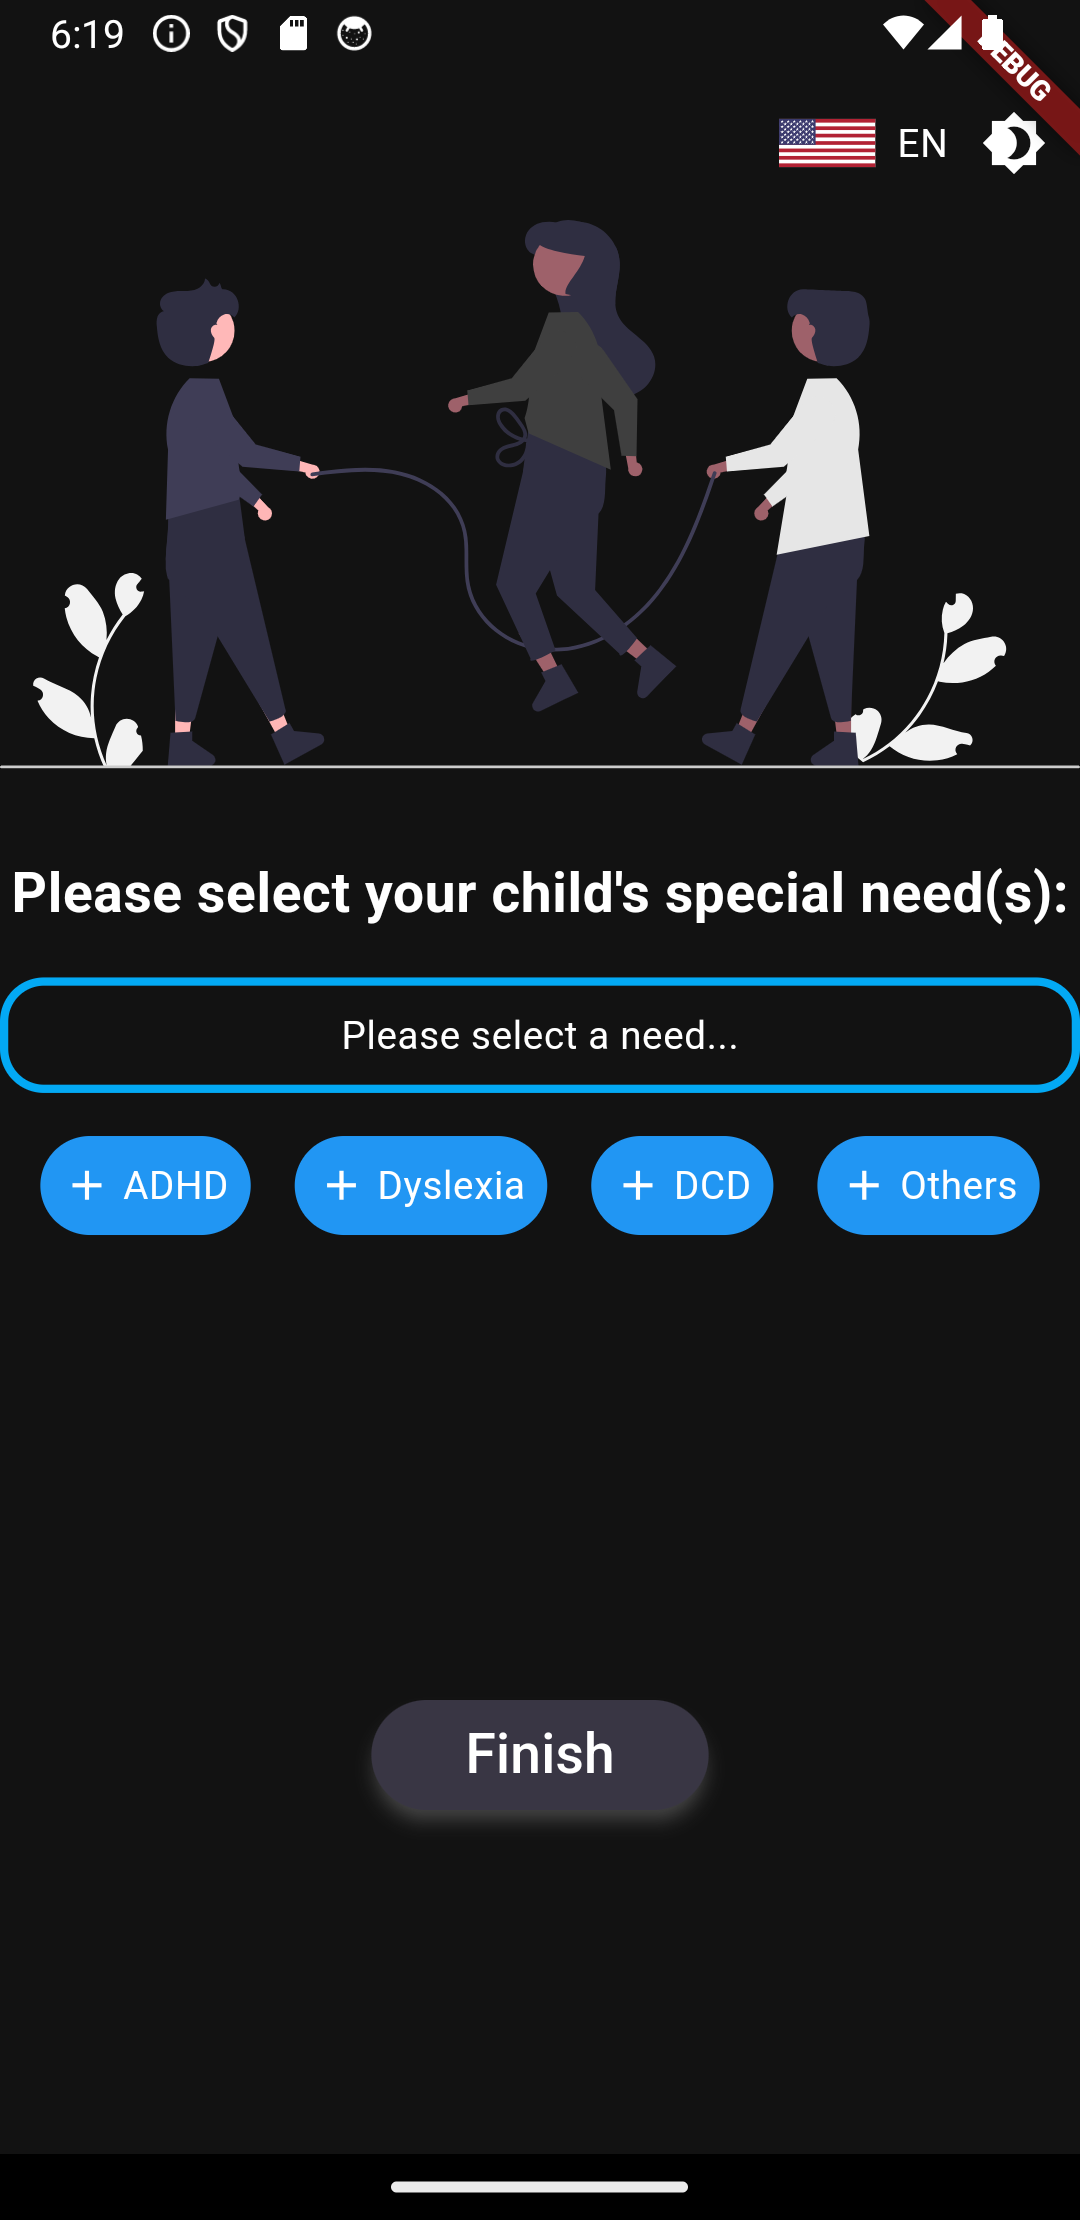 6:19
EBUG
EN
Please select your child's special need(s):
Please select a need...
+ ADHD + Dyslexia + DCD + Others
Finish